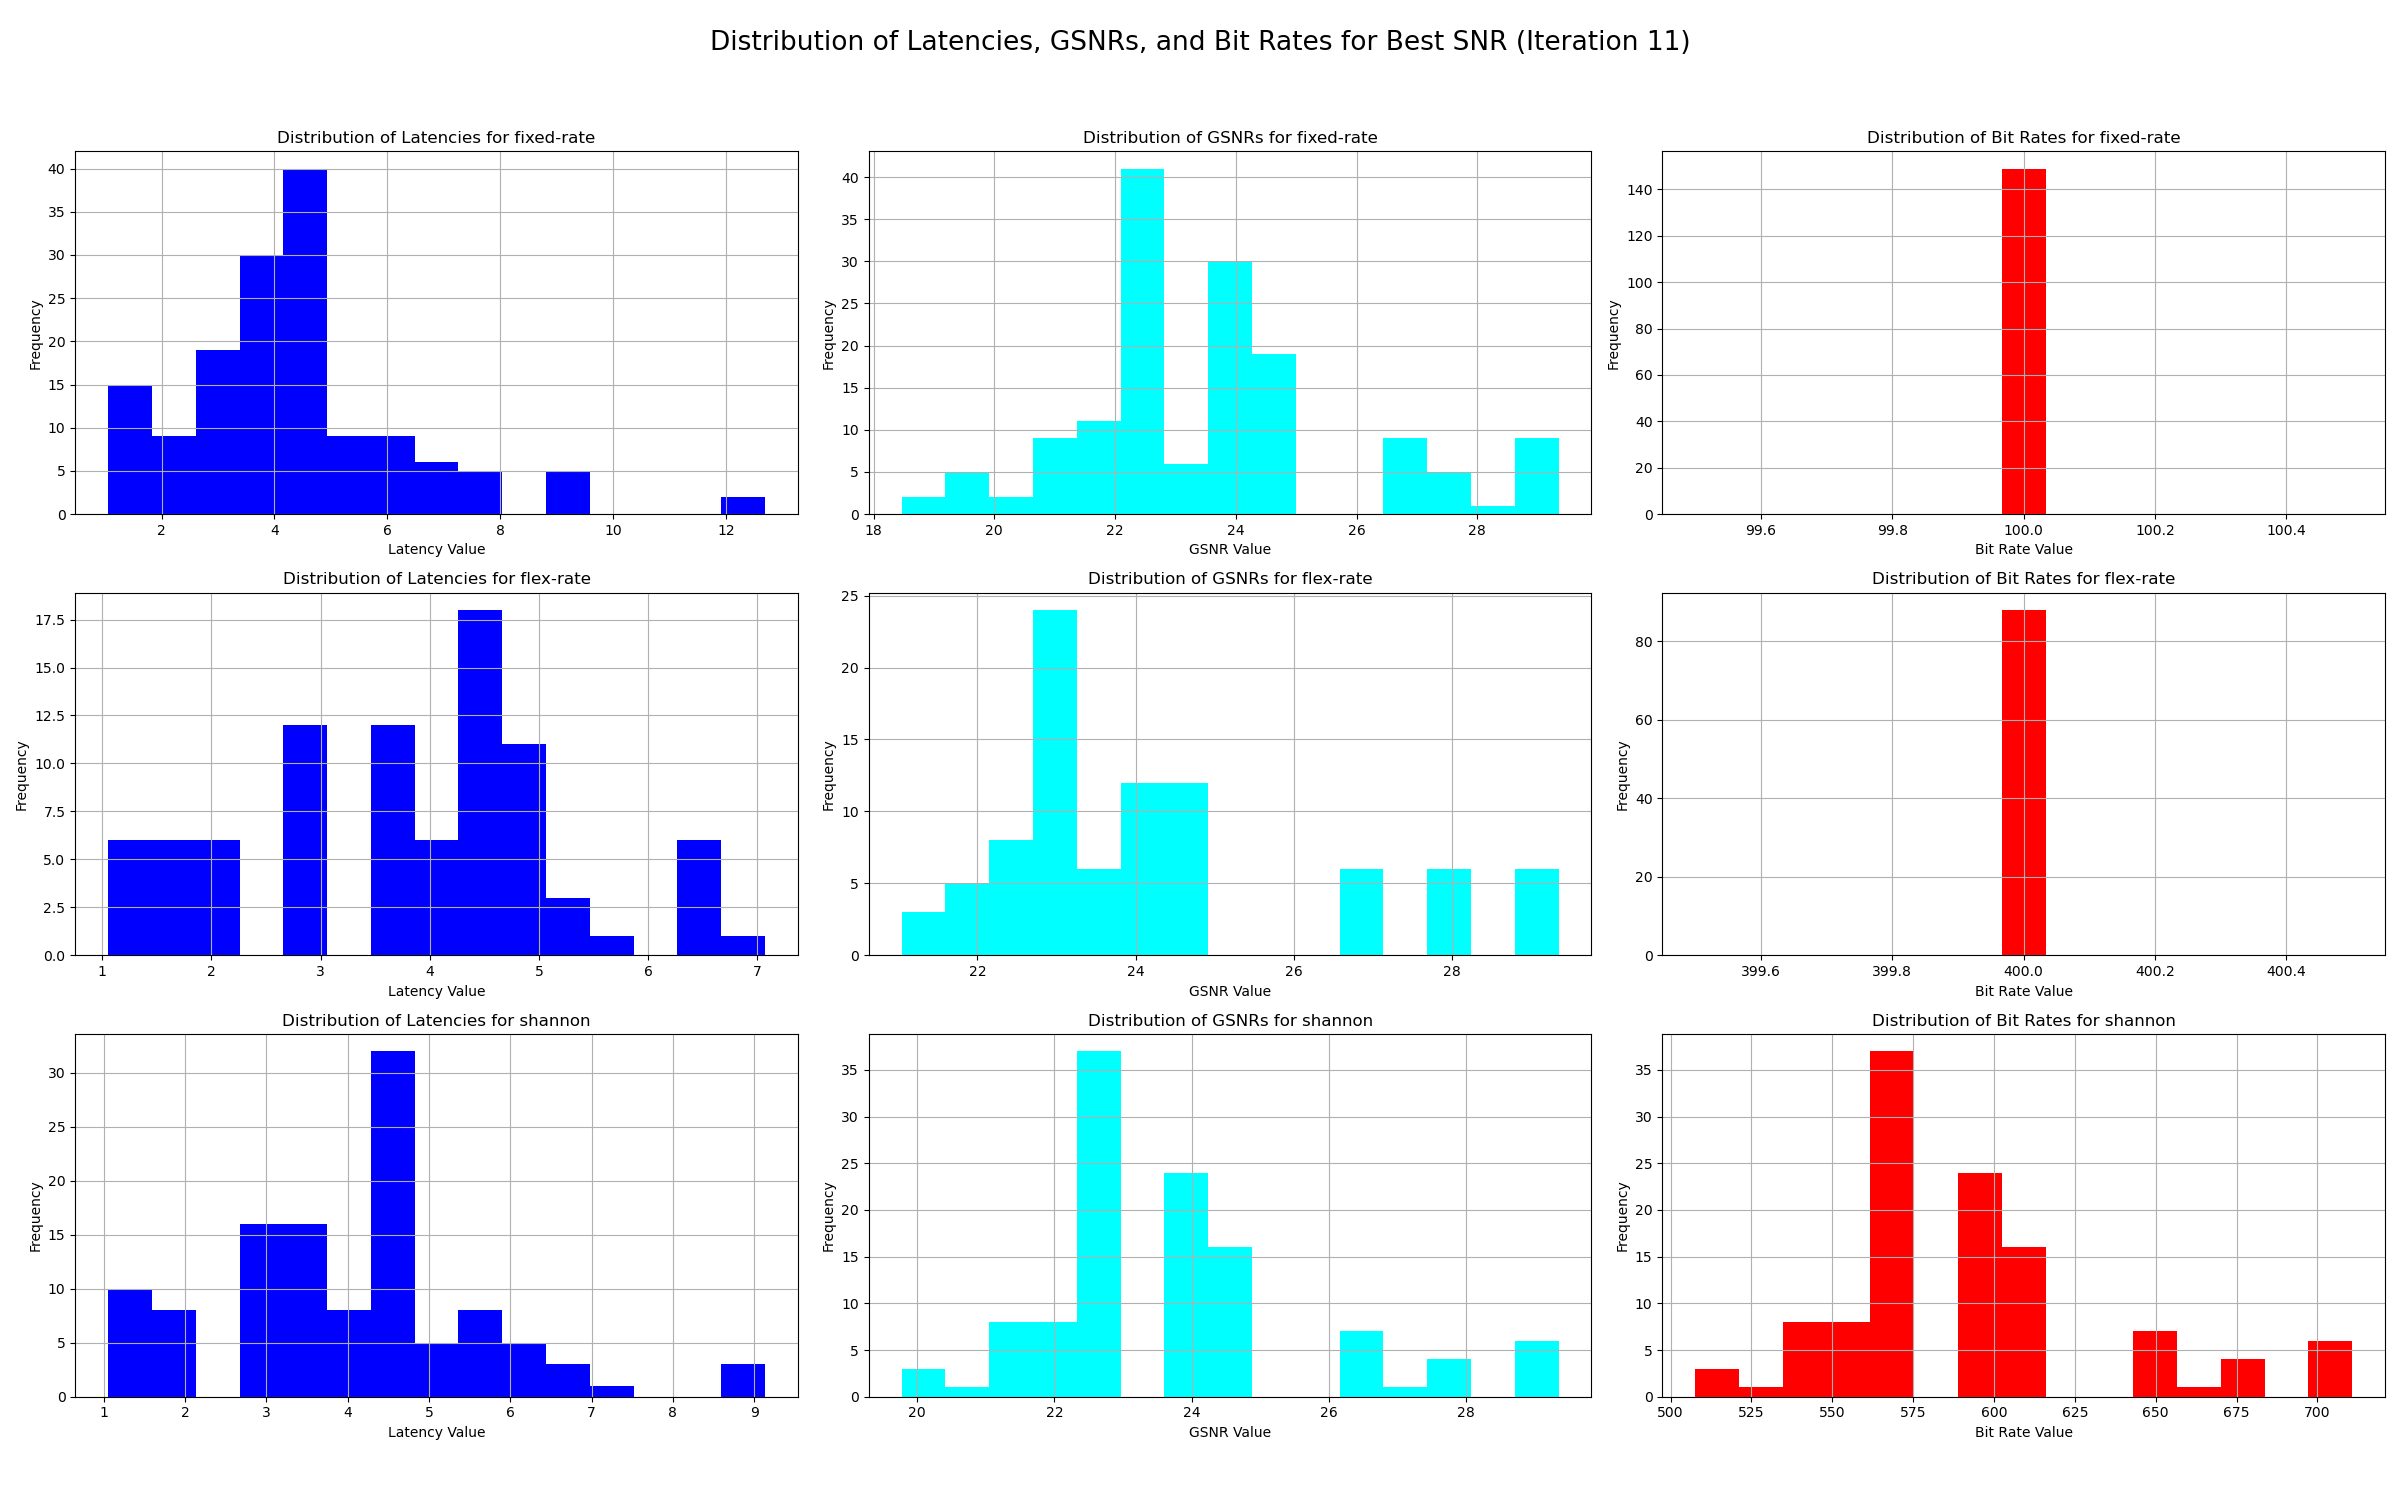 Distribution of Latencies, GSNRs, and Bit Rates for Best SNR (Iteration 11)
Distribution of Latencies for fixed-rate
40
35
30
25
20
15
10
5
0
Frequency
2 4 6 8 10 12
Latency Value
Distribution of GSNRs for fixed-rate
40
35
30
25
20
15
10
5
0
Frequency
18 20 22 24 26 28
GSNR Value
Distribution of Bit Rates for fixed-rate
140
120
100
80
60
40
20
0
Frequency
99.6 99.8 100.0 100.2 100.4
Bit Rate Value
Distribution of Latencies for flex-rate
17.5
15.0
12.5
10.0
7.5
5.0
2.5
0.0
Frequency
1 2 3 4 5 6 7
Latency Value
Distribution of GSNRs for flex-rate
25
20
15
10
5
0
Frequency
22 24 26 28
GSNR Value
Distribution of Bit Rates for flex-rate
80
60
40
20
0
Frequency
399.6 399.8 400.0 400.2 400.4
Bit Rate Value
Distribution of Latencies for shannon
30
25
20
15
10
5
0
Frequency
1 2 3 4 5 6 7 8 9
Latency Value
Distribution of GSNRs for shannon
35
30
25
20
15
10
5
0
Frequency
20 22 24 26 28
GSNR Value
Distribution of Bit Rates for shannon
35
30
25
20
15
10
5
0
Frequency
500 525 550 575 600 625 650 675 700
Bit Rate Value